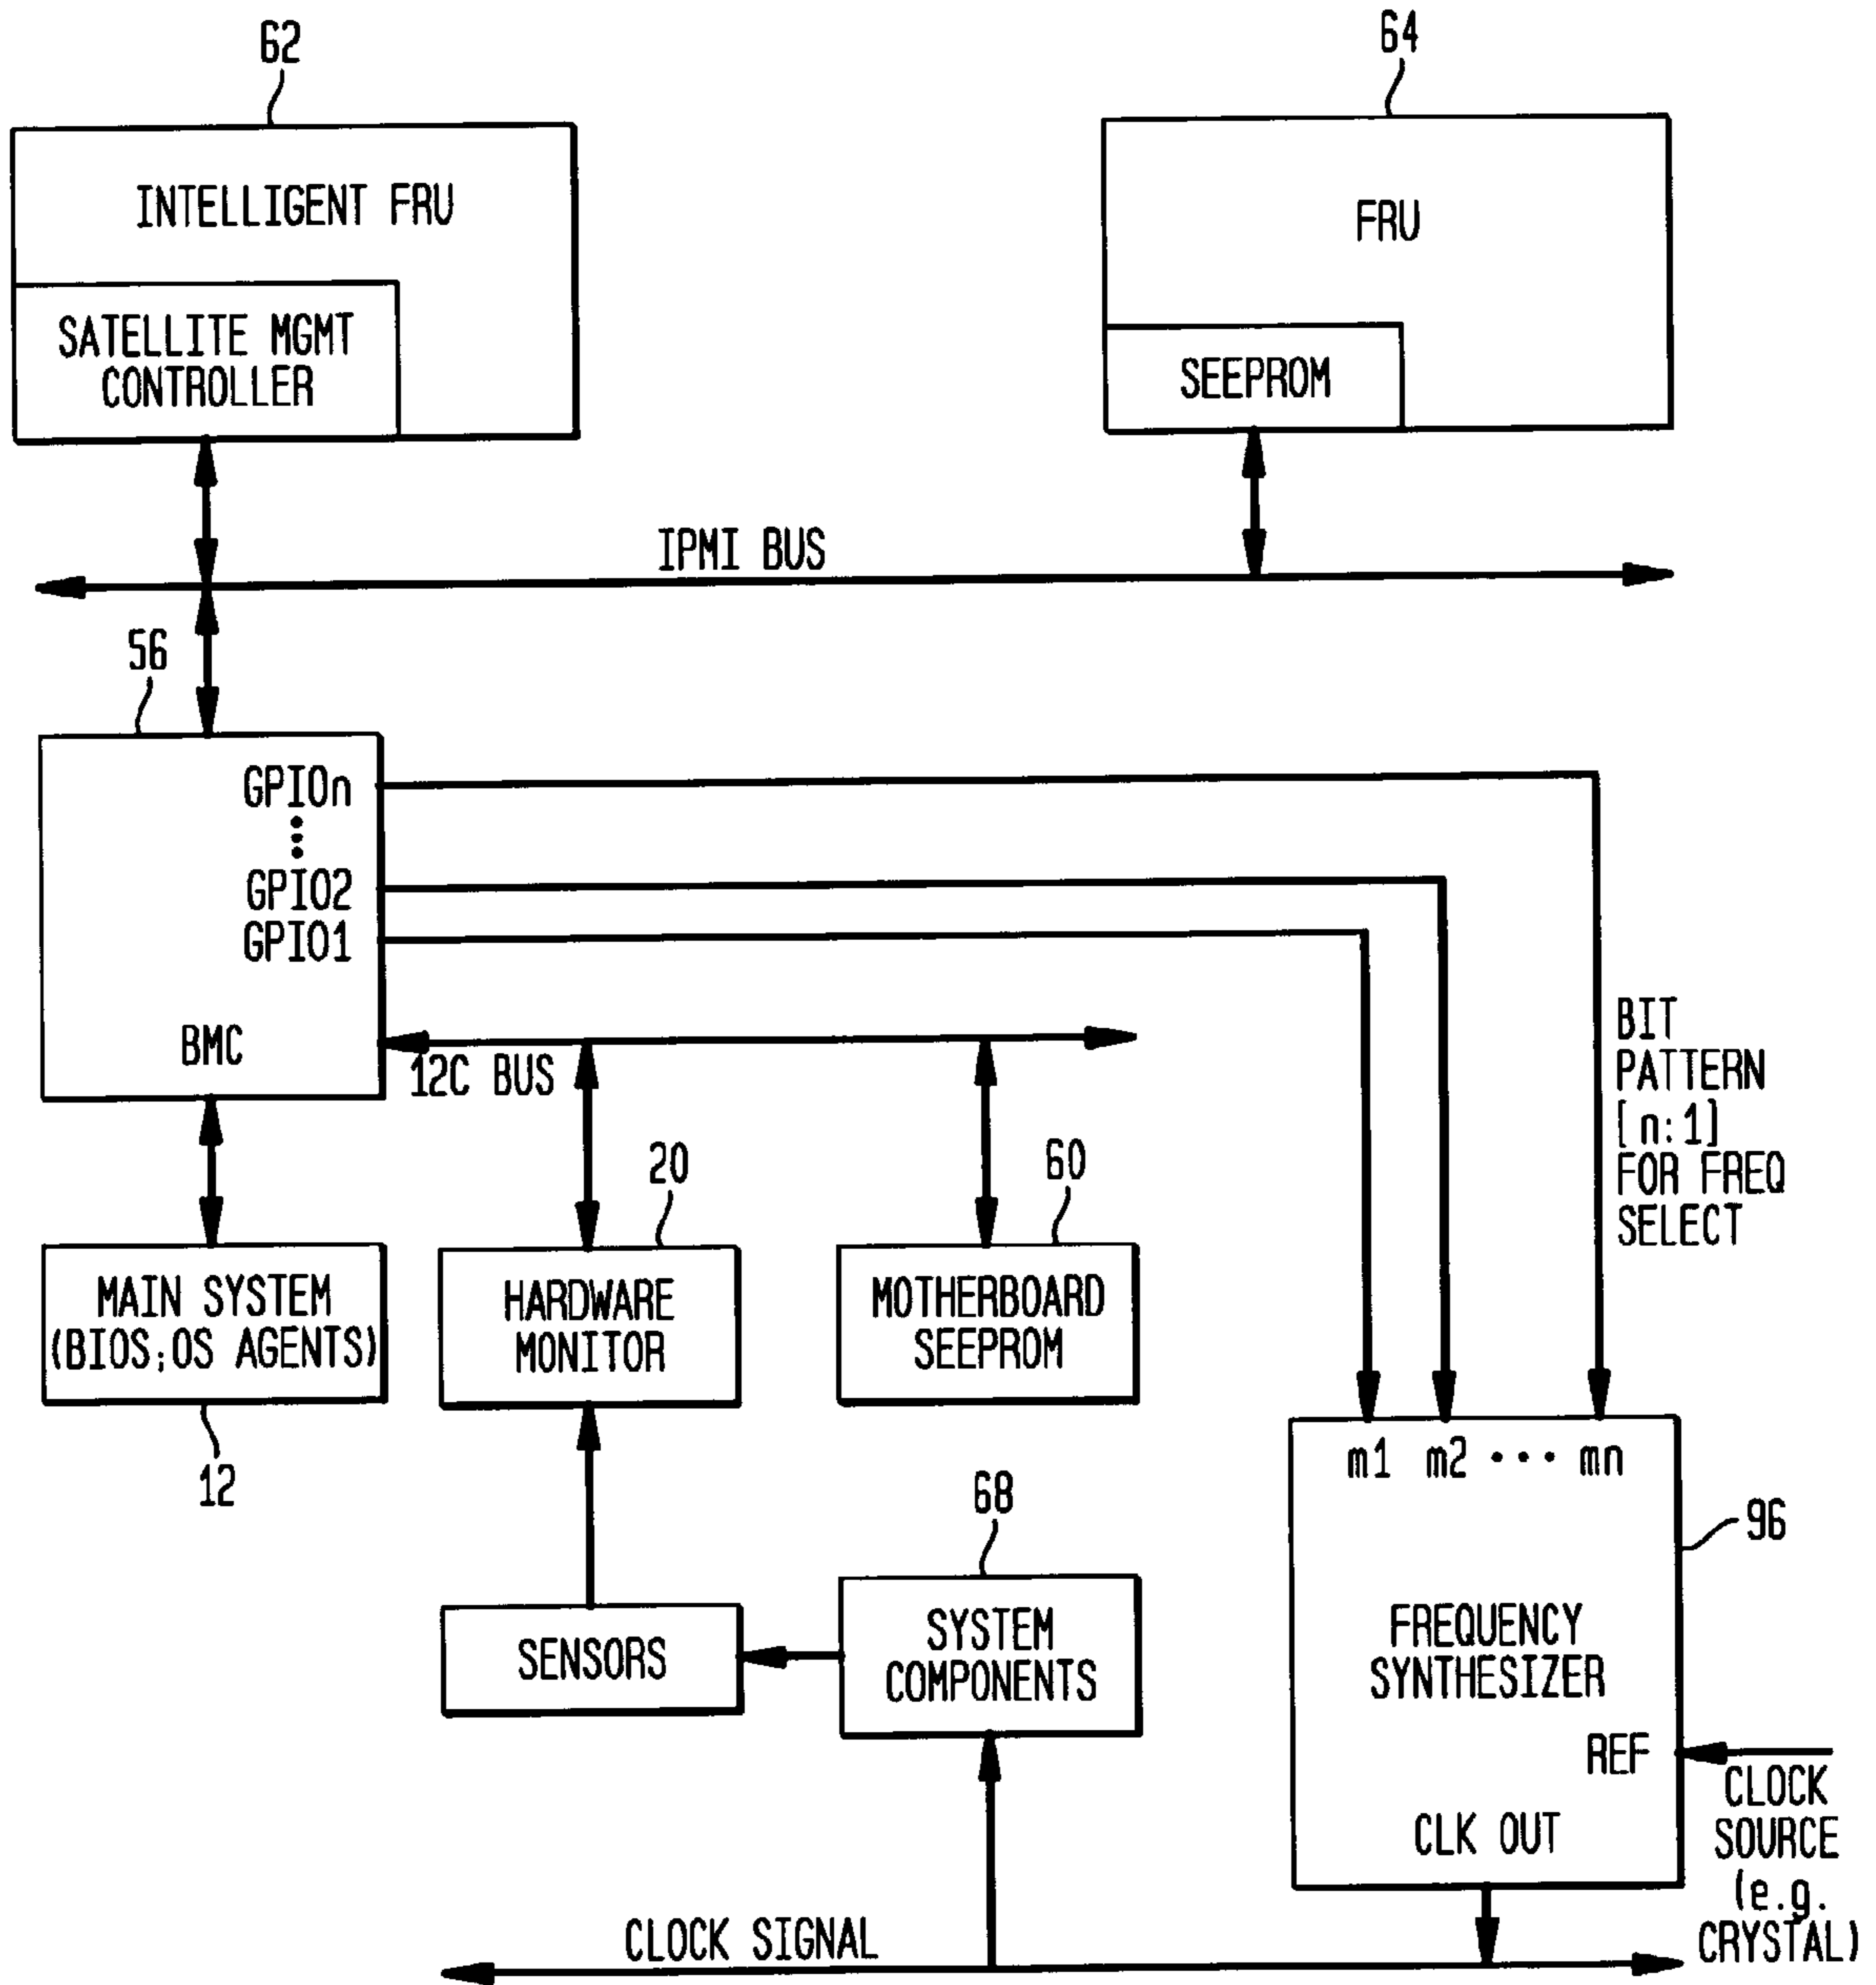 62
64
INTELLIGENT FRU
FRU
SATELLITE MGMT
CONTROLLER
SEEPROM
IPMI BUS
56
GPIOn
GPIO2
GPIO1
BMC
12C BUS
BIT
PATTERN
[n:1]
FOR FREQ
SELECT
20
60
MAIN SYSTEM
(BIOS;OS AGENTS)
HARDWARE
MONITOR
MOTHERBOARD
SEEPROM
12
m1 m2 ••• mn
68
96
SENSORS
SYSTEM
COMPONENTS
FREQUENCY
SYNTHESIZER
REF
CLOCK
SOURCE
(e.g.
CRYSTAL)
CLK OUT
CLOCK SIGNAL